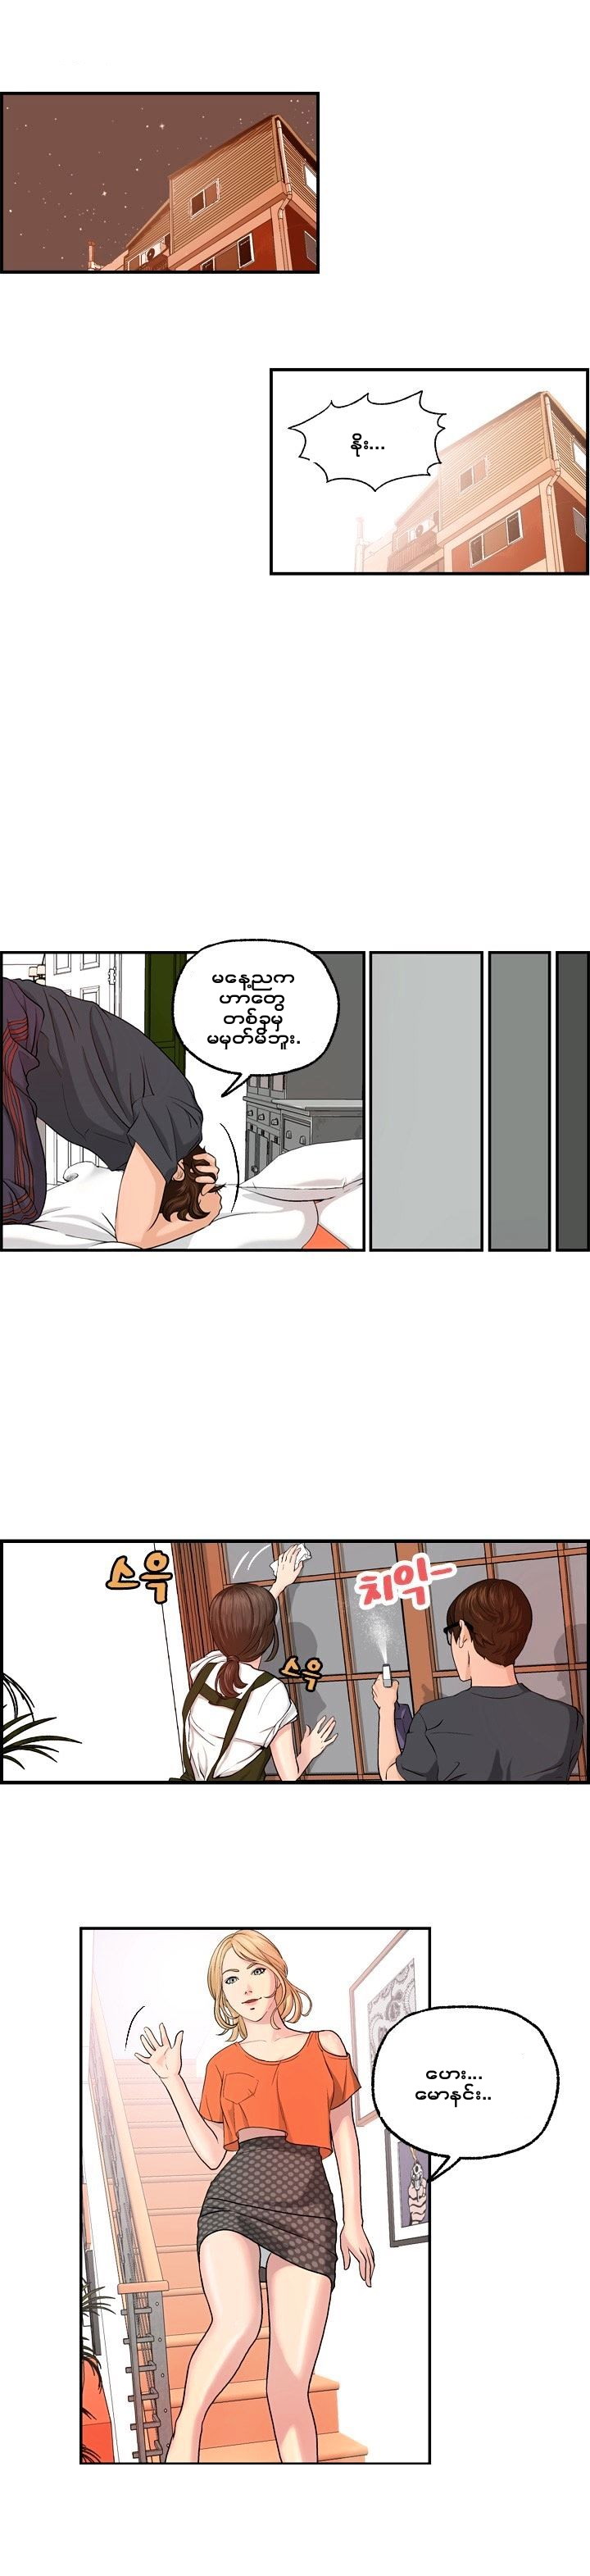 နိုး...
မနေ့ညက
ဟာတွေ
တစ်ခုမှ
မမှတ်မိဘူး.
스윽
치익-
스윽
ဟေး...
မောနင်း..